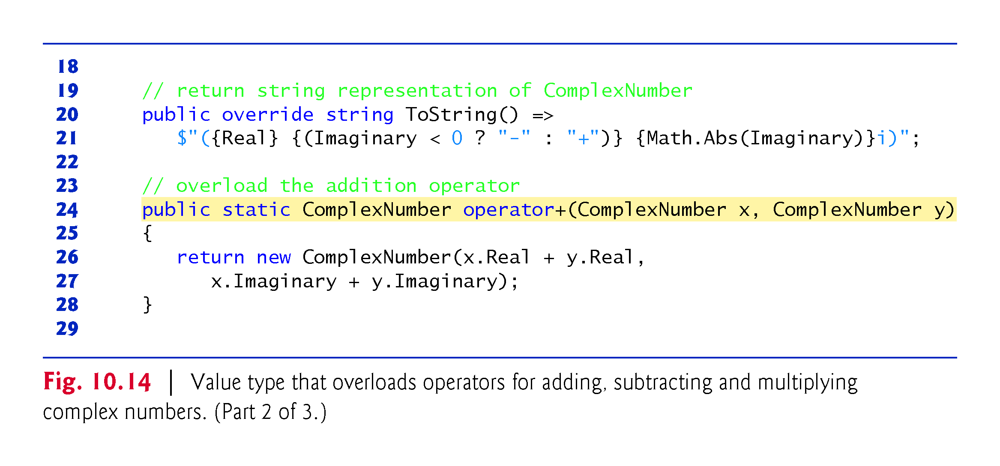 18
19 // return string representation of ComplexNumber
20 public override string ToString() =>
21 $"({Real} {(Imaginary < 0 ? "-" : "+")} {Math.Abs(Imaginary)}i)";
22
23 // overload the addition operator
24 public static ComplexNumber operator+(ComplexNumber x, ComplexNumber y)
25 {
26 return new ComplexNumber(x.Real + y.Real,
27 x.Imaginary + y.Imaginary);
28 }
29
Fig. 10.14 | Value type that overloads operators for adding, subtracting and multiplying
complex numbers. (Part 2 of 3.)